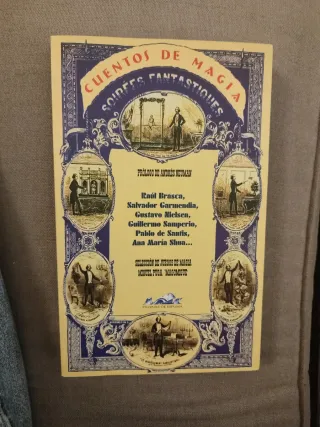 CUENTOS DE MAGIA
SOIRÉES FANTASTIQUES
PRÓLOGO DE ANDRÉS NEUMAN
Raúl Brasca,
Salvador Garmendia,
Gustavo Nielsen,
Guillermo Samperio,
Pablo de Santis,
Ana María Shua...
SELECCIÓN DE JUEGOS DE MAGIA
MIGUEL PUGA